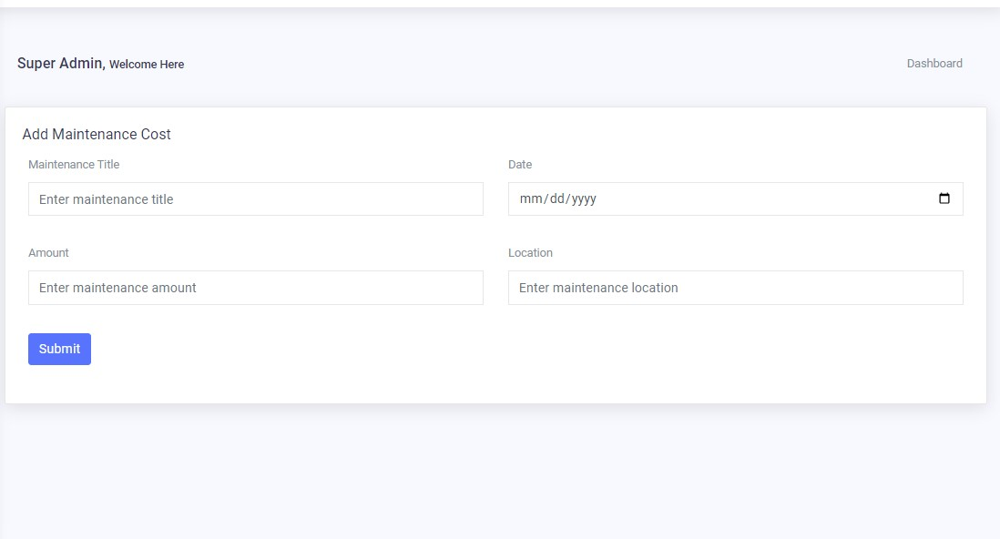 Super Admin, Welcome Here
Dashboard
Add Maintenance Cost
Maintenance Title
Date
Enter maintenance title
mm/dd/yyyy
Amount
Location
Enter maintenance amount
Enter maintenance location
Submit